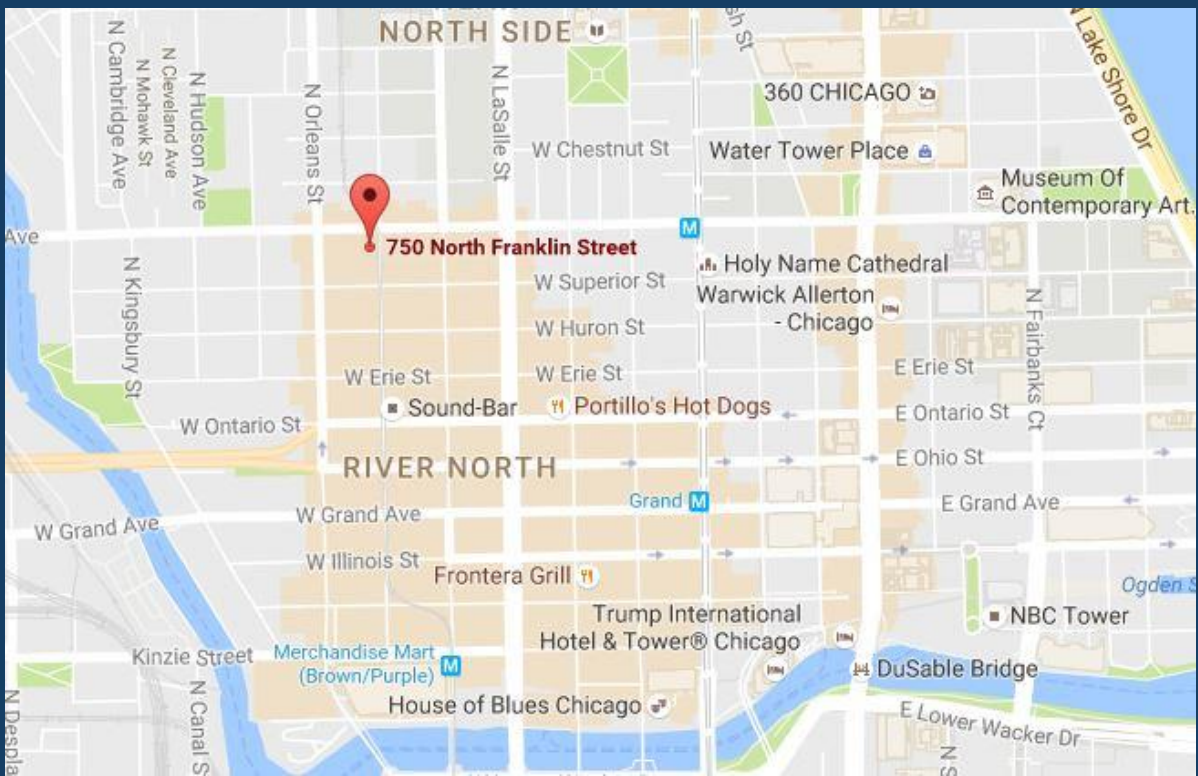 NORTH SIDE
N Cambridge Ave
N Mohawk St
N Cleveland Ave
N Hudson Ave
N Orleans St
N LaSalle St
N Lake Shore Dr
360 CHICAGO
W Chestnut St
Water Tower Place
Museum Of
Contemporary Art.
Ave
M
750 North Franklin Street
Holy Name Cathedral
W Superior St
Warwick Allerton
- Chicago
N Kingsbury St
N Fairbanks Ct
W Huron St
W Erie St
W Erie St
E Erie St
Sound-Bar
Portillo's Hot Dogs
E Ontario St
W Ontario St
RIVER NORTH
E Ohio St
Grand M
E Grand Ave
W Grand Ave
W Grand Ave
W Illinois St
Frontera Grill
Ogden S
Trump International
Hotel & Tower® Chicago
NBC Tower
Kinzie Street
Merchandise Mart
(Brown/Purple)
M
DuSable Bridge
N Canal S
N Despla
House of Blues Chicago
E Lower Wacker Dr
N S